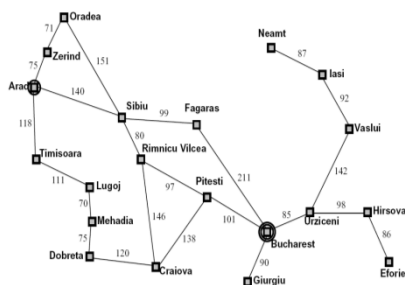 Oradea
71
Neamt
Zerind
87
75
151
Iasi
Arad
140
92
Sibiu
99
Fagaras
118
80
Vaslui
Rimnicu Vilcea
Timisoara
111
Lugoj
97
Pitesti
211
142
70
98
Hirsova
146
101
85
Urziceni
Mehadia
138
86
75
Bucharest
120
90
Dobreta
Craiova
Giurgiu
Eforie